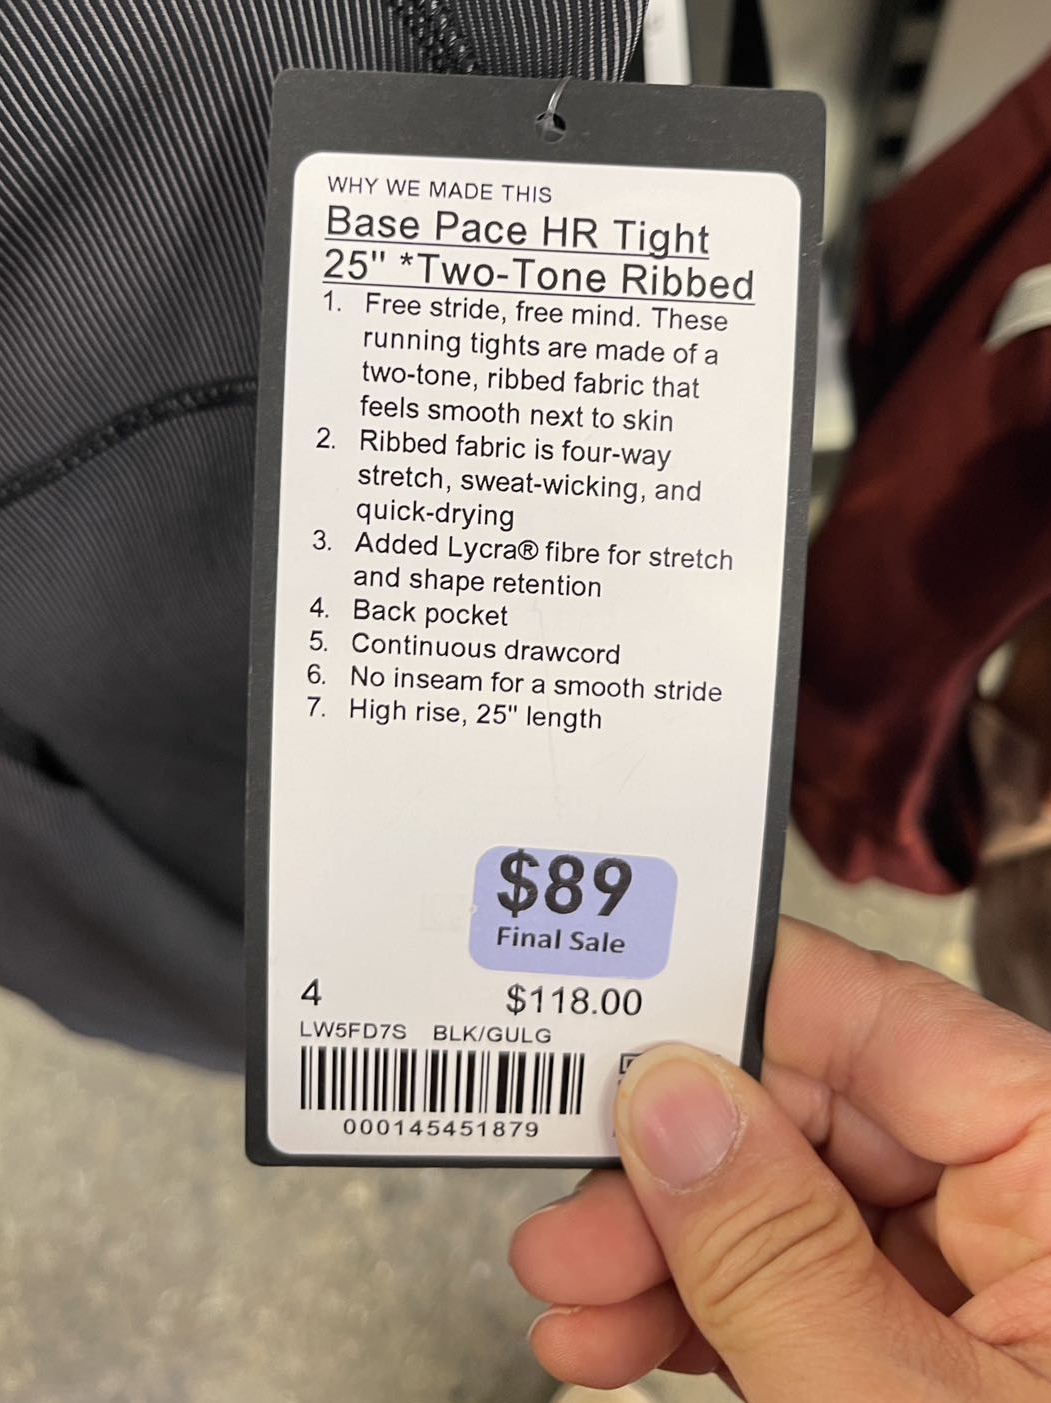 WHY WE MADE THIS
Base Pace HR Tight
25" *Two-Tone Ribbed
1. Free stride, free mind. These
running tights are made of a
two-tone, ribbed fabric that
feels smooth next to skin
2. Ribbed fabric is four-way
stretch, sweat-wicking, and
quick-drying
3. Added Lycra® fibre for stretch
and shape retention
4. Back pocket
5. Continuous drawcord
6. No inseam for a smooth stride
7. High rise, 25" length
$89
Final Sale
4 $118.00
LW5FD7S BLK/GULG
000145451879